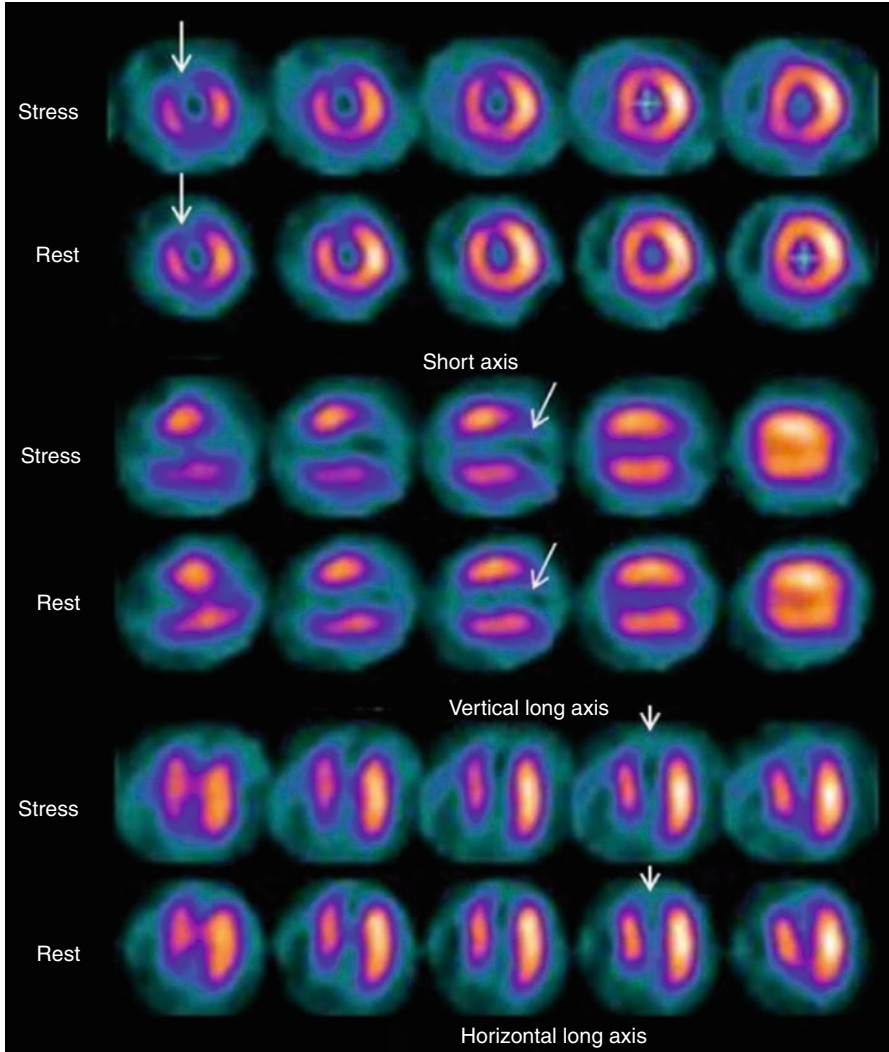 Stress
Rest
Short axis
Stress
Rest
Vertical long axis
Stress
Rest
Horizontal long axis